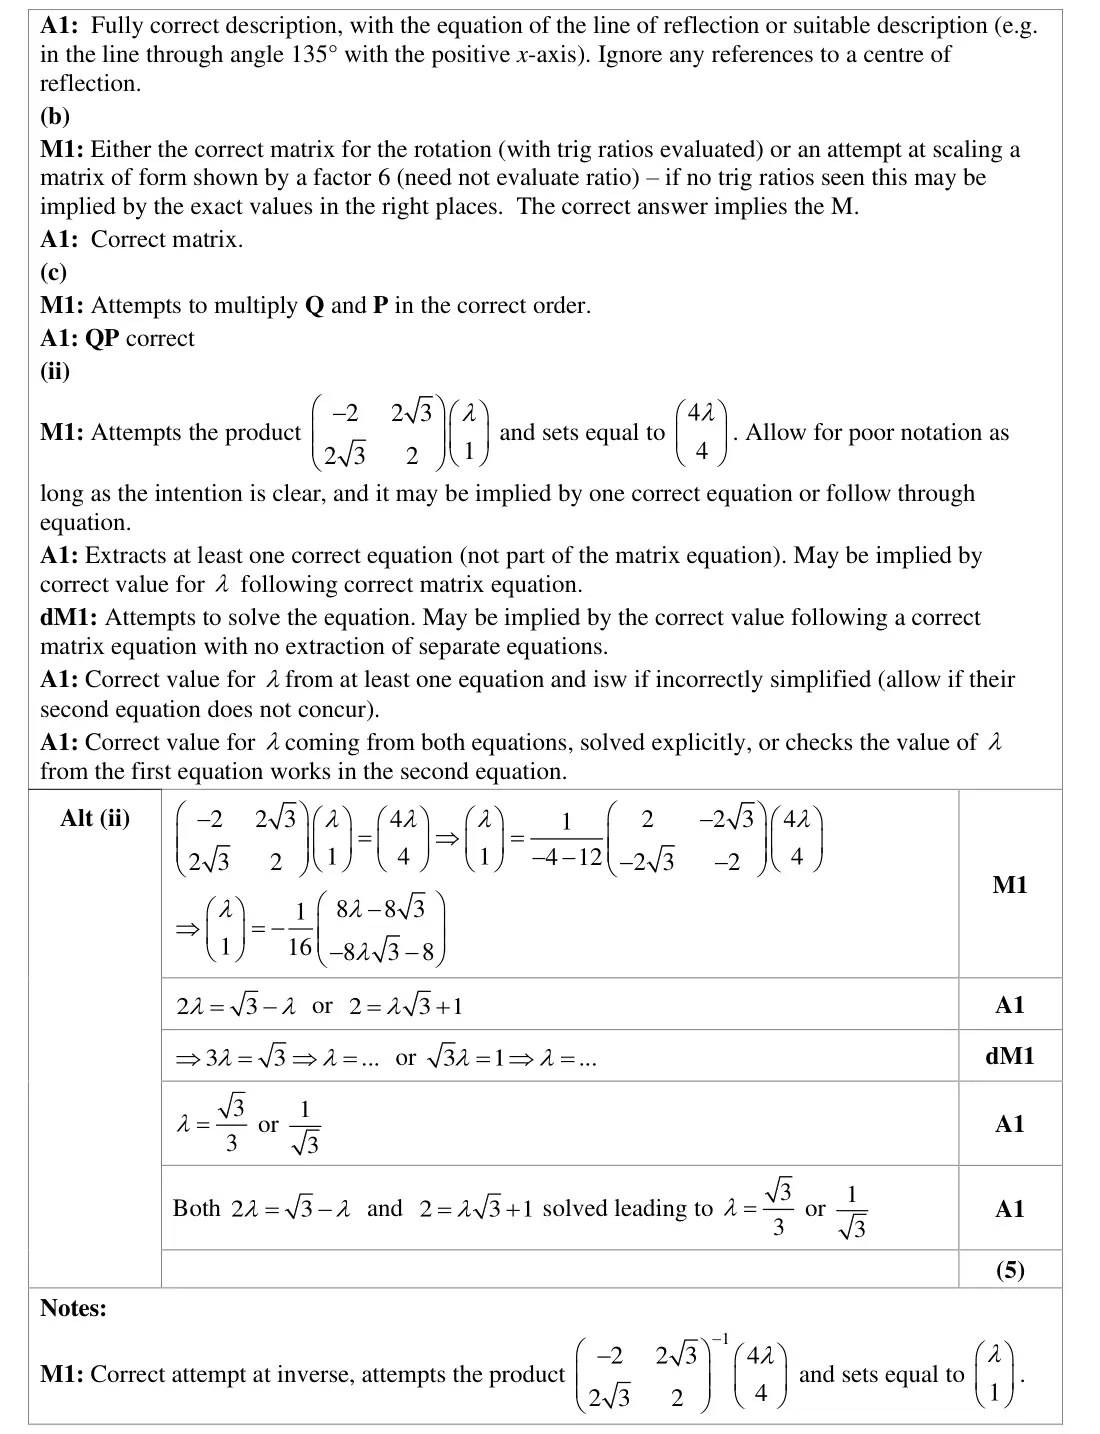 A1: Fully correct description, with the equation of the line of reflection or suitable description (e.g.
in the line through angle 135° with the positive x-axis). Ignore any references to a centre of
reflection.
(b)
M1: Either the correct matrix for the rotation (with trig ratios evaluated) or an attempt at scaling a
matrix of form shown by a factor 6 (need not evaluate ratio) – if no trig ratios seen this may be
implied by the exact values in the right places. The correct answer implies the M.
A1: Correct matrix.
(c)
M1: Attempts to multiply Q and P in the correct order.
A1: QP correct
(ii)
M1: Attempts the product (−2 2√3; 2√3 2)(λ; 1) and sets equal to (4λ; 4). Allow for poor notation as
long as the intention is clear, and it may be implied by one correct equation or follow through
equation.
A1: Extracts at least one correct equation (not part of the matrix equation). May be implied by
correct value for λ following correct matrix equation.
dM1: Attempts to solve the equation. May be implied by the correct value following a correct
matrix equation with no extraction of separate equations.
A1: Correct value for λ from at least one equation and isw if incorrectly simplified (allow if their
second equation does not concur).
A1: Correct value for λ coming from both equations, solved explicitly, or checks the value of λ
from the first equation works in the second equation.
Alt (ii) (−2 2√3; 2√3 2)(λ; 1) = (4λ; 4) ⇒ (λ; 1) = 1/(−4−12) (2 −2√3; −2√3 −2)(4λ; 4)
⇒ (λ; 1) = −1/16 (8λ−8√3; −8λ√3−8) M1
2λ = √3 − λ or 2 = λ√3 + 1 A1
⇒ 3λ = √3 ⇒ λ = ... or √3λ = 1 ⇒ λ = ... dM1
λ = √3/3 or 1/√3 A1
Both 2λ = √3 − λ and 2 = λ√3 + 1 solved leading to λ = √3/3 or 1/√3 A1
(5)
Notes:
M1: Correct attempt at inverse, attempts the product (−2 2√3; 2√3 2)⁻¹(4λ; 4) and sets equal to (λ; 1).